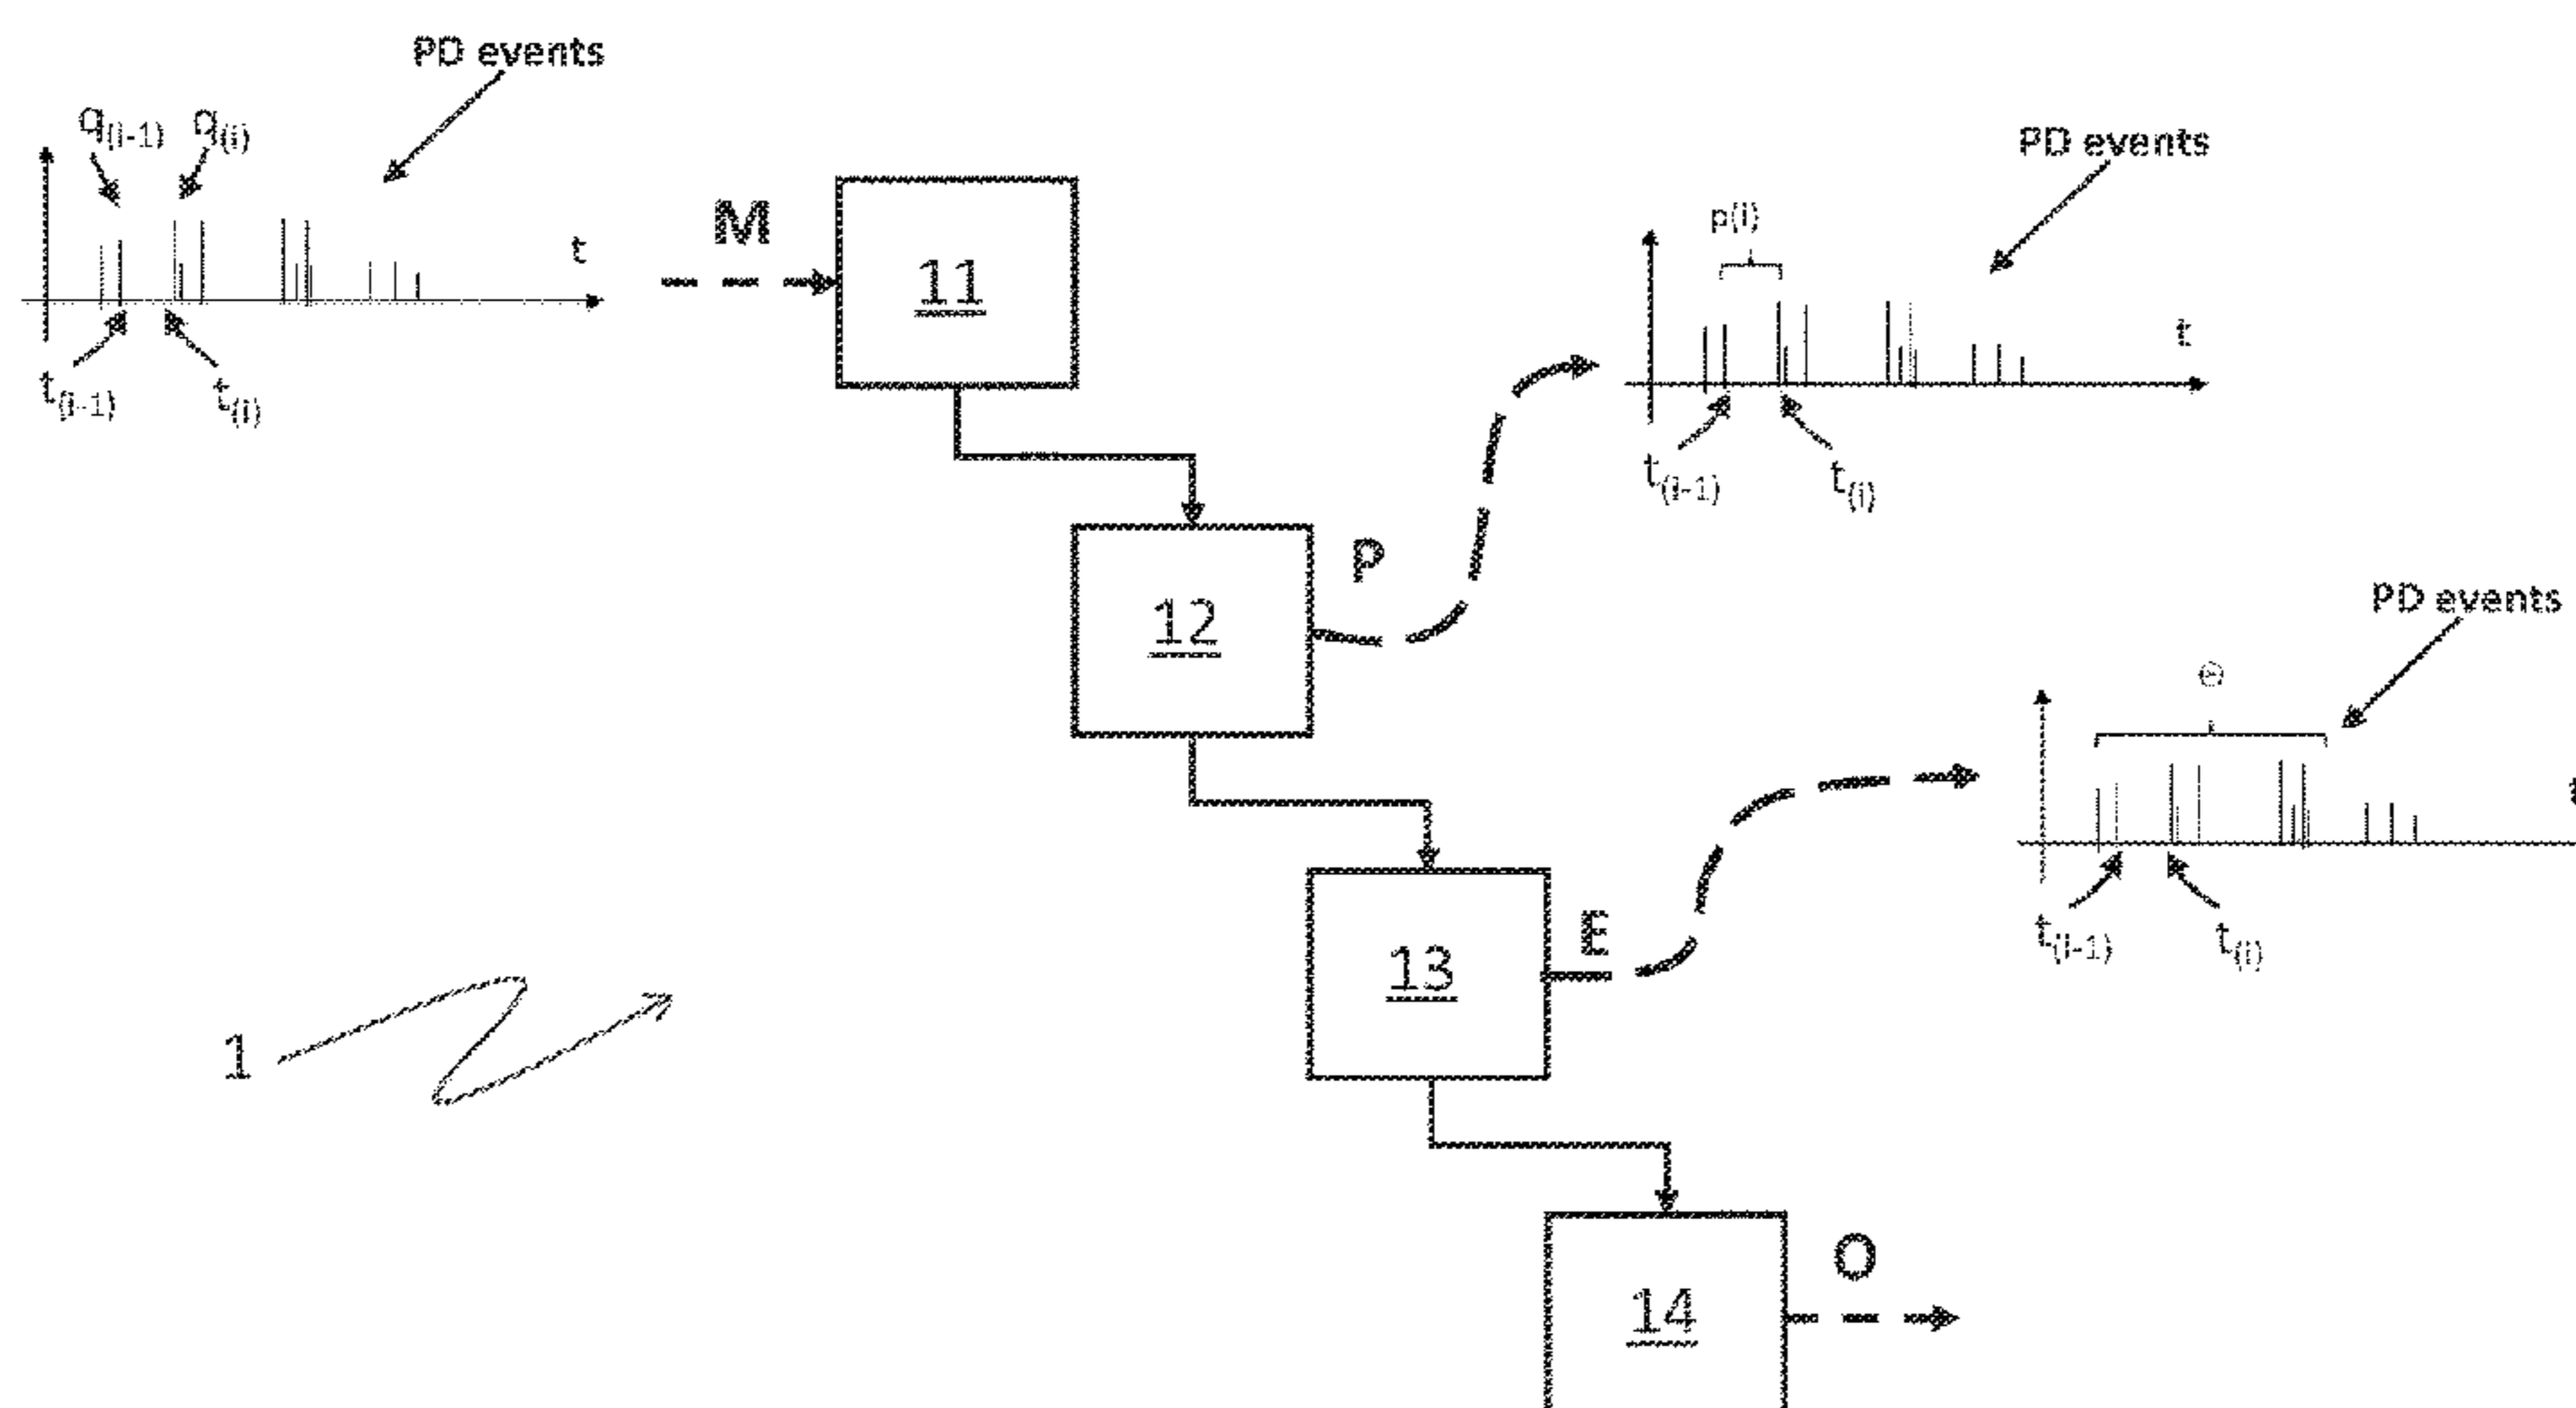 PD events
q(i-1) q(i)
t
t(i-1) t(i)
M
11
PD events
p(i)
t
t(i-1) t(i)
12
P
PD events
e
t
t(i-1) t(i)
13
E
1
14
O